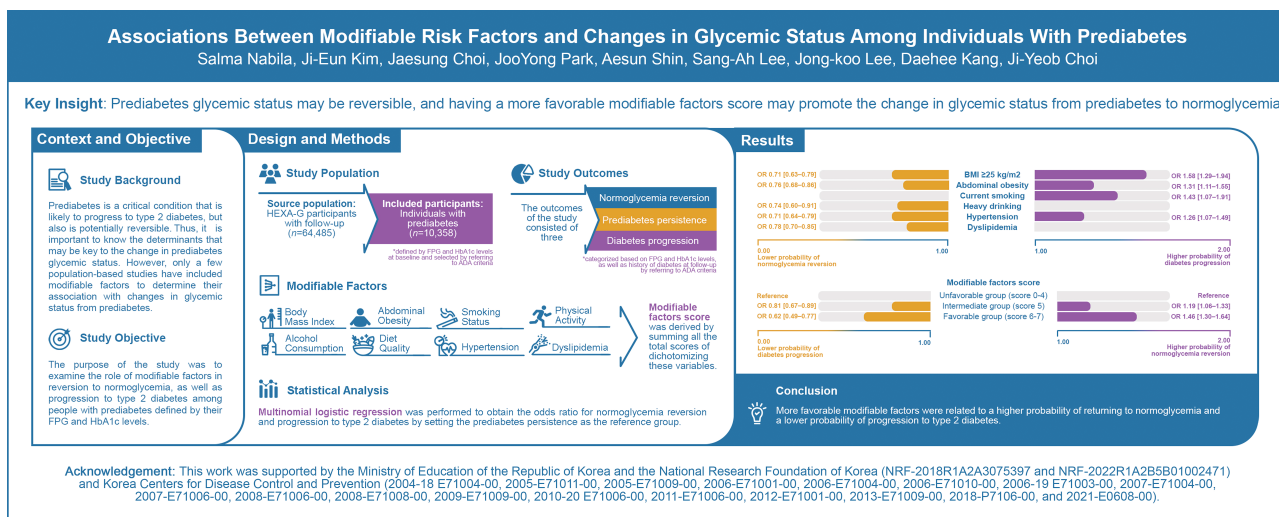 Associations Between Modifiable Risk Factors and Changes in Glycemic Status Among Individuals With Prediabetes
Salma Nabila, Ji-Eun Kim, Jaesung Choi, JooYong Park, Aesun Shin, Sang-Ah Lee, Jong-koo Lee, Daehee Kang, Ji-Yeob Choi
Key Insight: Prediabetes glycemic status may be reversible, and having a more favorable modifiable factors score may promote the change in glycemic status from prediabetes to normoglycemia
Context and Objective
Study Background
Prediabetes is a critical condition that is
likely to progress to type 2 diabetes, but
also is potentially reversible. Thus, it is
important to know the determinants that
may be key to the change in prediabetes
glycemic status. However, only a few
population-based studies have included
modifiable factors to determine their
association with changes in glycemic
status from prediabetes.
Study Objective
The purpose of the study was to
examine the role of modifiable factors in
reversion to normoglycemia, as well as
progression to type 2 diabetes among
people with prediabetes defined by their
FPG and HbA1c levels.
Design and Methods
Study Population
Source population:
HEXA-G participants
with follow-up
(n=64,485)
Included participants:
Individuals with
prediabetes
(n=10,358)
*defined by FPG and HbA1c levels
at baseline and selected by referring
to ADA criteria
Study Outcomes
The outcomes
of the study
consisted of
three
Normoglycemia reversion
Prediabetes persistence
Diabetes progression
*categorized based on FPG and HbA1c levels,
as well as history of diabetes at follow-up
by referring to ADA criteria
Modifiable Factors
Body
Mass Index
Abdominal
Obesity
Smoking
Status
Physical
Activity
Alcohol
Consumption
Diet
Quality
Hypertension
Dyslipidemia
Modifiable
factors score
was derived by
summing all the
total scores of
dichotomizing
these variables.
Statistical Analysis
Multinomial logistic regression was performed to obtain the odds ratio for normoglycemia reversion
and progression to type 2 diabetes by setting the prediabetes persistence as the reference group.
Results
OR 0.71 [0.63–0.79] BMI ≥25 kg/m2 OR 1.58 [1.29–1.94]
OR 0.76 [0.68–0.86] Abdominal obesity OR 1.31 [1.11–1.55]
Current smoking OR 1.43 [1.07–1.91]
OR 0.74 [0.60–0.91] Heavy drinking
OR 0.71 [0.64–0.79] Hypertension OR 1.26 [1.07–1.49]
OR 0.78 [0.70–0.85] Dyslipidemia
0.00 1.00 1.00 2.00
Lower probability of
normoglycemia reversion
Higher probability of
diabetes progression
Modifiable factors score
Reference Unfavorable group (score 0-4) Reference
OR 0.81 [0.67–0.89] Intermediate group (score 5) OR 1.19 [1.06–1.33]
OR 0.62 [0.49–0.77] Favorable group (score 6-7) OR 1.46 [1.30–1.64]
0.00 1.00 1.00 2.00
Lower probability of
diabetes progression
Higher probability of
normoglycemia reversion
Conclusion
More favorable modifiable factors were related to a higher probability of returning to normoglycemia and
a lower probability of progression to type 2 diabetes.
Acknowledgement: This work was supported by the Ministry of Education of the Republic of Korea and the National Research Foundation of Korea (NRF-2018R1A2A3075397 and NRF-2022R1A2B5B01002471)
and Korea Centers for Disease Control and Prevention (2004-18 E71004-00, 2005-E71011-00, 2005-E71009-00, 2006-E71001-00, 2006-E71004-00, 2006-E71010-00, 2006-19 E71003-00, 2007-E71004-00,
2007-E71006-00, 2008-E71006-00, 2008-E71008-00, 2009-E71009-00, 2010-20 E71006-00, 2011-E71006-00, 2012-E71001-00, 2013-E71009-00, 2018-P7106-00, and 2021-E0608-00).